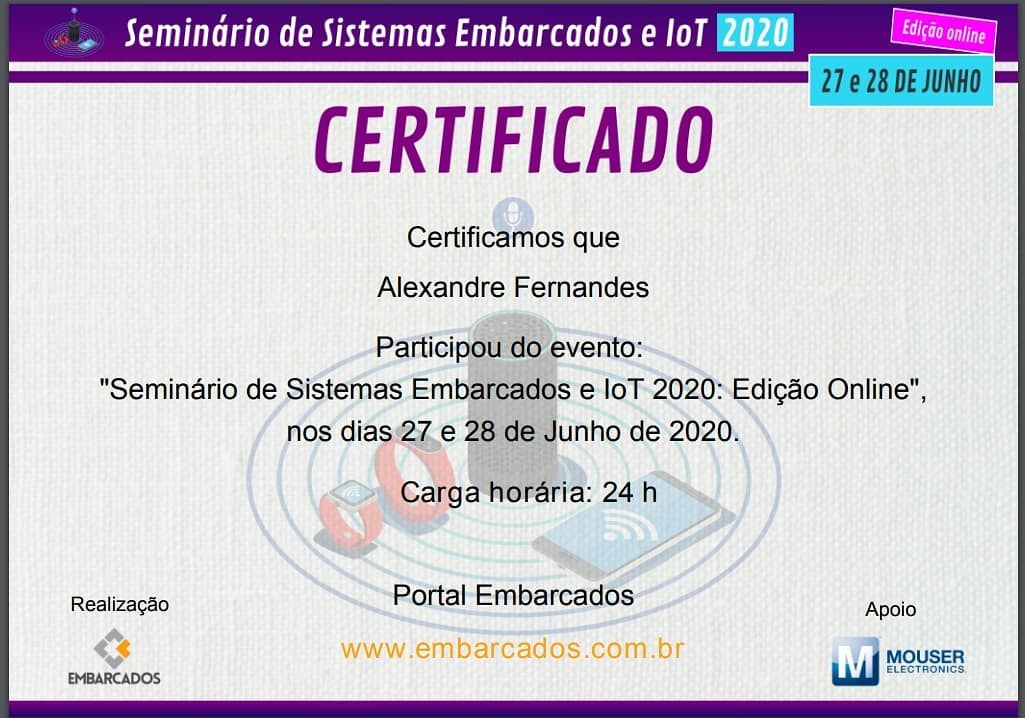 Seminário de Sistemas Embarcados e IoT 2020
Edição online
27 e 28 DE JUNHO
CERTIFICADO
Certificamos que
Alexandre Fernandes
Participou do evento:
"Seminário de Sistemas Embarcados e IoT 2020: Edição Online",
nos dias 27 e 28 de Junho de 2020.
Carga horária: 24 h
Portal Embarcados
www.embarcados.com.br
Realização
EMBARCADOS
Apoio
M MOUSER
ELECTRONICS